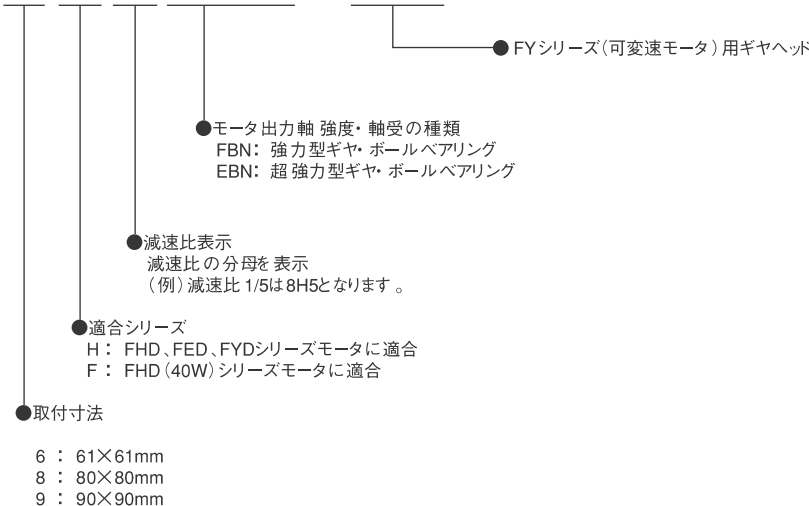 ●FYシリーズ(可変速モータ)用ギヤヘッド
●モータ出力軸 強度・軸受の種類
FBN: 強力型ギヤ・ボールベアリング
EBN: 超強力型ギヤ・ボールベアリング
●減速比表示
減速比の分母を表示
(例)減速比1/5は8H5となります。
●適合シリーズ
H: FHD、FED、FYDシリーズモータに適合
F: FHD(40W)シリーズモータに適合
●取付寸法
6 : 61×61mm
8 : 80×80mm
9 : 90×90mm